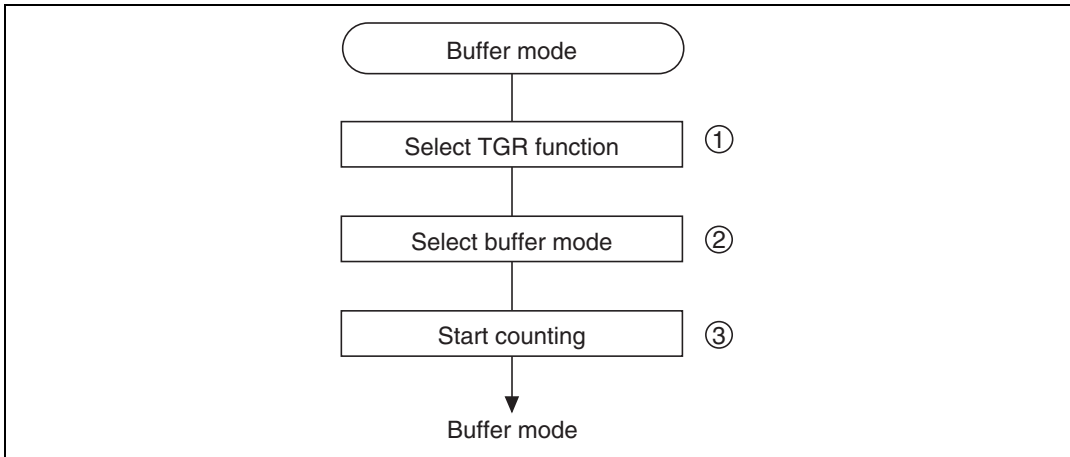 Buffer mode
Select TGR function ①
Select buffer mode ②
Start counting ③
Buffer mode